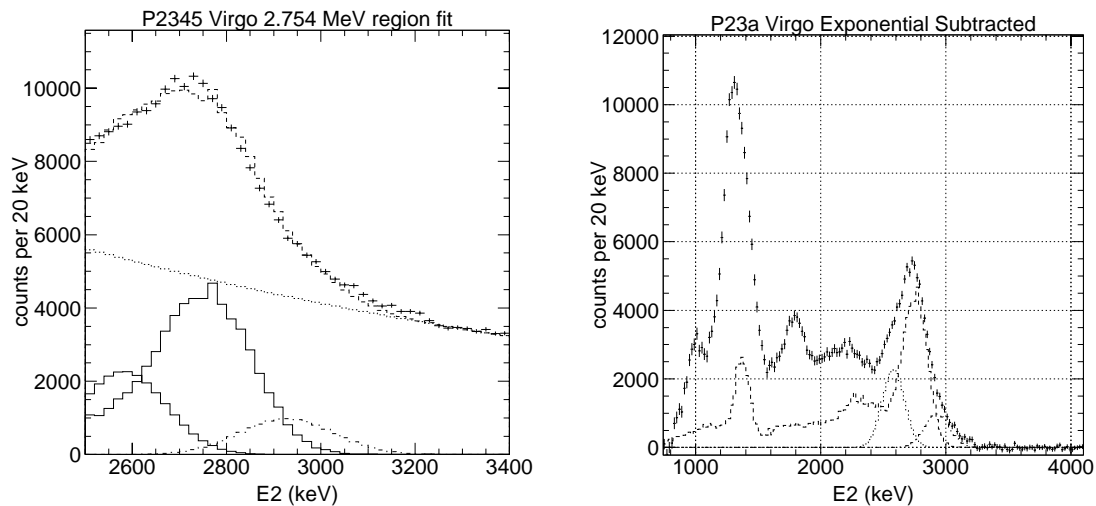 P2345 Virgo 2.754 MeV region fit
counts per 20 keV
10000
8000
6000
4000
2000
0
2600 2800 3000 3200 3400
E2 (keV)
P23a Virgo Exponential Subtracted
counts per 20 keV
12000
10000
8000
6000
4000
2000
0
1000 2000 3000 4000
E2 (keV)